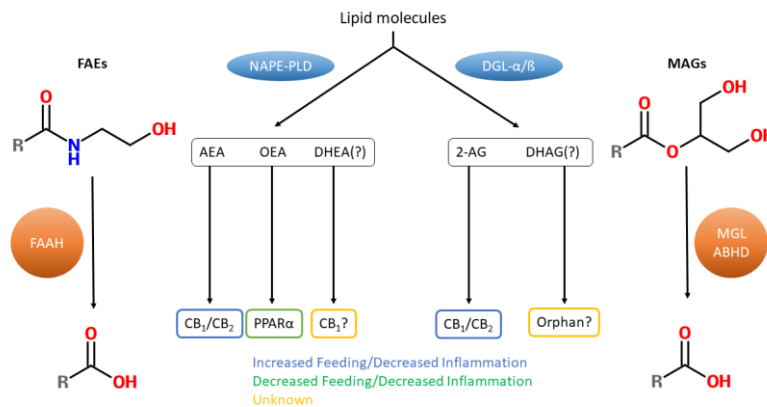 Lipid molecules
FAEs
NAPE-PLD
DGL-α/ß
MAGs
O
R
N
H
OH
O
R
O
OH
OH
AEA OEA DHEA(?)
2-AG DHAG(?)
FAAH
MGL
ABHD
CB₁/CB₂
PPARα
CB₁?
CB₁/CB₂
Orphan?
O
R
OH
O
R
OH
Increased Feeding/Decreased Inflammation
Decreased Feeding/Decreased Inflammation
Unknown